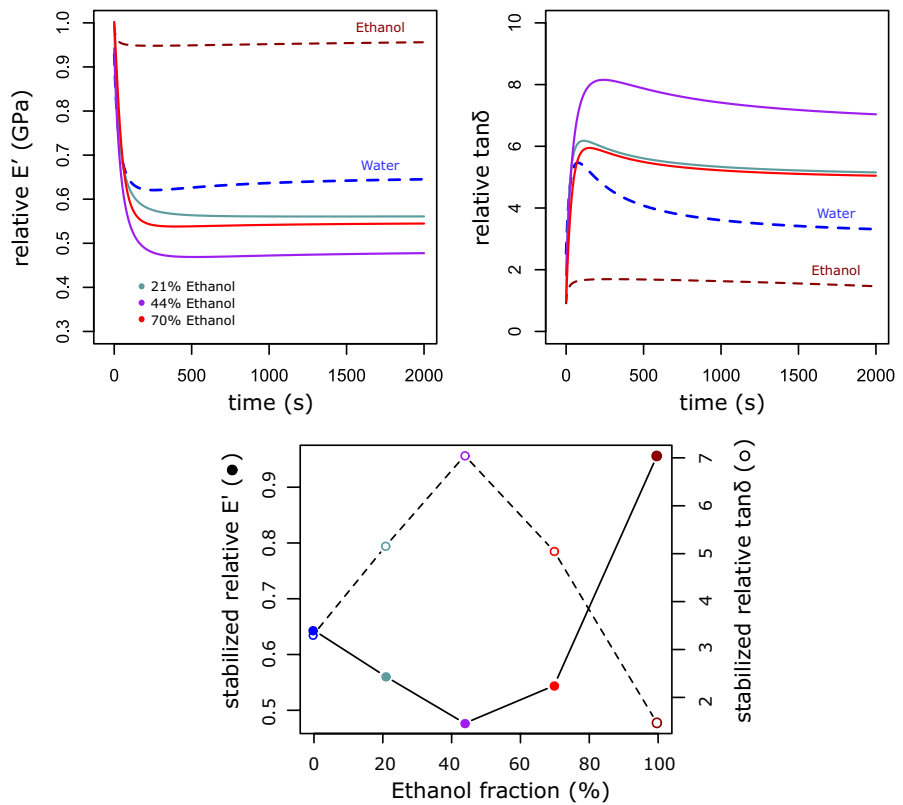 relative E′ (GPa)
1.0
0.9
0.8
0.7
0.6
0.5
0.4
0.3
Ethanol
Water
21% Ethanol
44% Ethanol
70% Ethanol
0 500 1000 1500 2000
time (s)
relative tanδ
10
8
6
4
2
0
Water
Ethanol
0 500 1000 1500 2000
time (s)
stabilized relative E' (●)
0.9
0.8
0.7
0.6
0.5
7
6
5
4
3
2
stabilized relative tanδ (○)
0 20 40 60 80 100
Ethanol fraction (%)